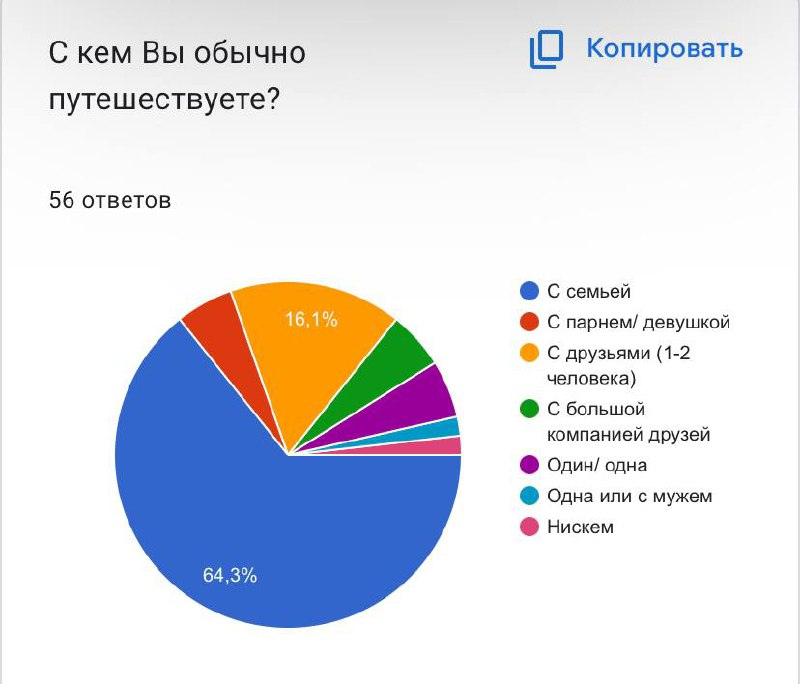 С кем Вы обычно
путешествуете?
Копировать
56 ответов
16,1%
64,3%
С семьей
С парнем/ девушкой
С друзьями (1-2
человека)
С большой
компанией друзей
Один/ одна
Одна или с мужем
Нискем